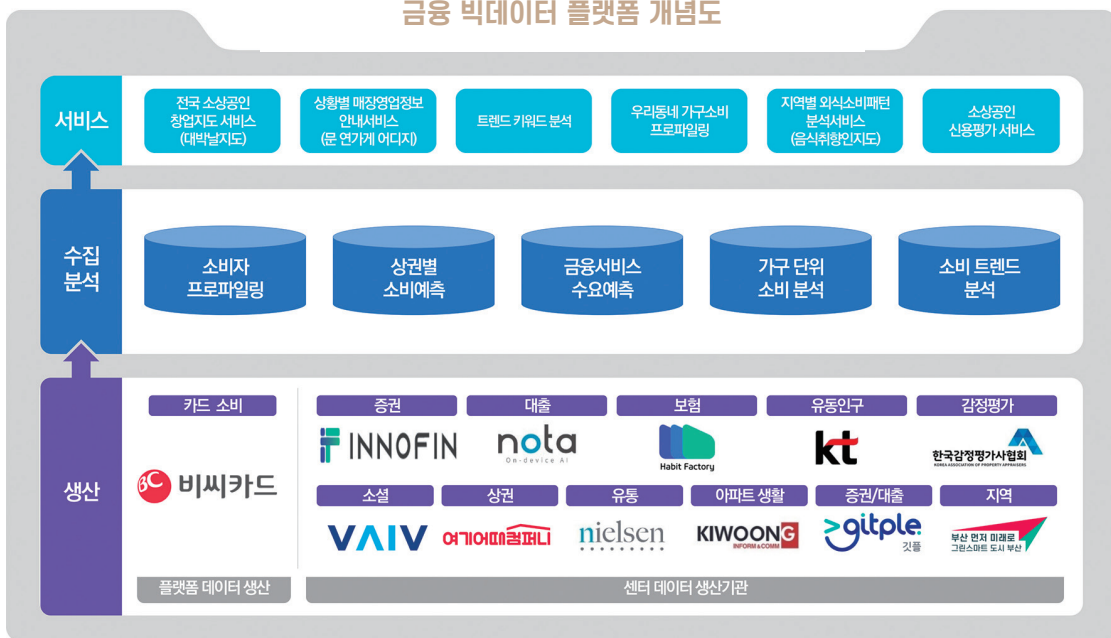 금융 빅데이터 플랫폼 개념도
서비스
전국 소상공인
창업지도 서비스
(대박날지도)
상황별 매장영업정보
안내서비스
(문 연가게 어디지)
트렌드 키워드 분석
우리동네 가구소비
프로파일링
지역별 외식소비패턴
분석서비스
(음식취향인지도)
소상공인
신용평가 서비스
수집
분석
소비자
프로파일링
상권별
소비예측
금융서비스
수요예측
가구 단위
소비 분석
소비 트렌드
분석
생산
카드 소비
BC 비씨카드
플랫폼 데이터 생산
증권
대출
보험
유동인구
감정평가
INNOFIN
nota
On-device AI
Habit Factory
kt
한국감정평가사협회
KOREA ASSOCIATION OF PROPERTY APPRAISERS
소셜
상권
유통
아파트 생활
증권/대출
지역
VAIV
여기어때컴퍼니
nielsen
KIWOONG
INFORM&COMM
gitple
깃플
부산 먼저 미래로
그린스마트 도시 부산
센터 데이터 생산기관